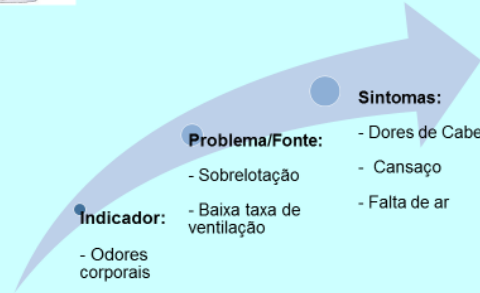 Indicador:
- Odores
corporais
Problema/Fonte:
- Sobrelotação
- Baixa taxa de
ventilação
Sintomas:
- Dores de Cabe
- Cansaço
- Falta de ar